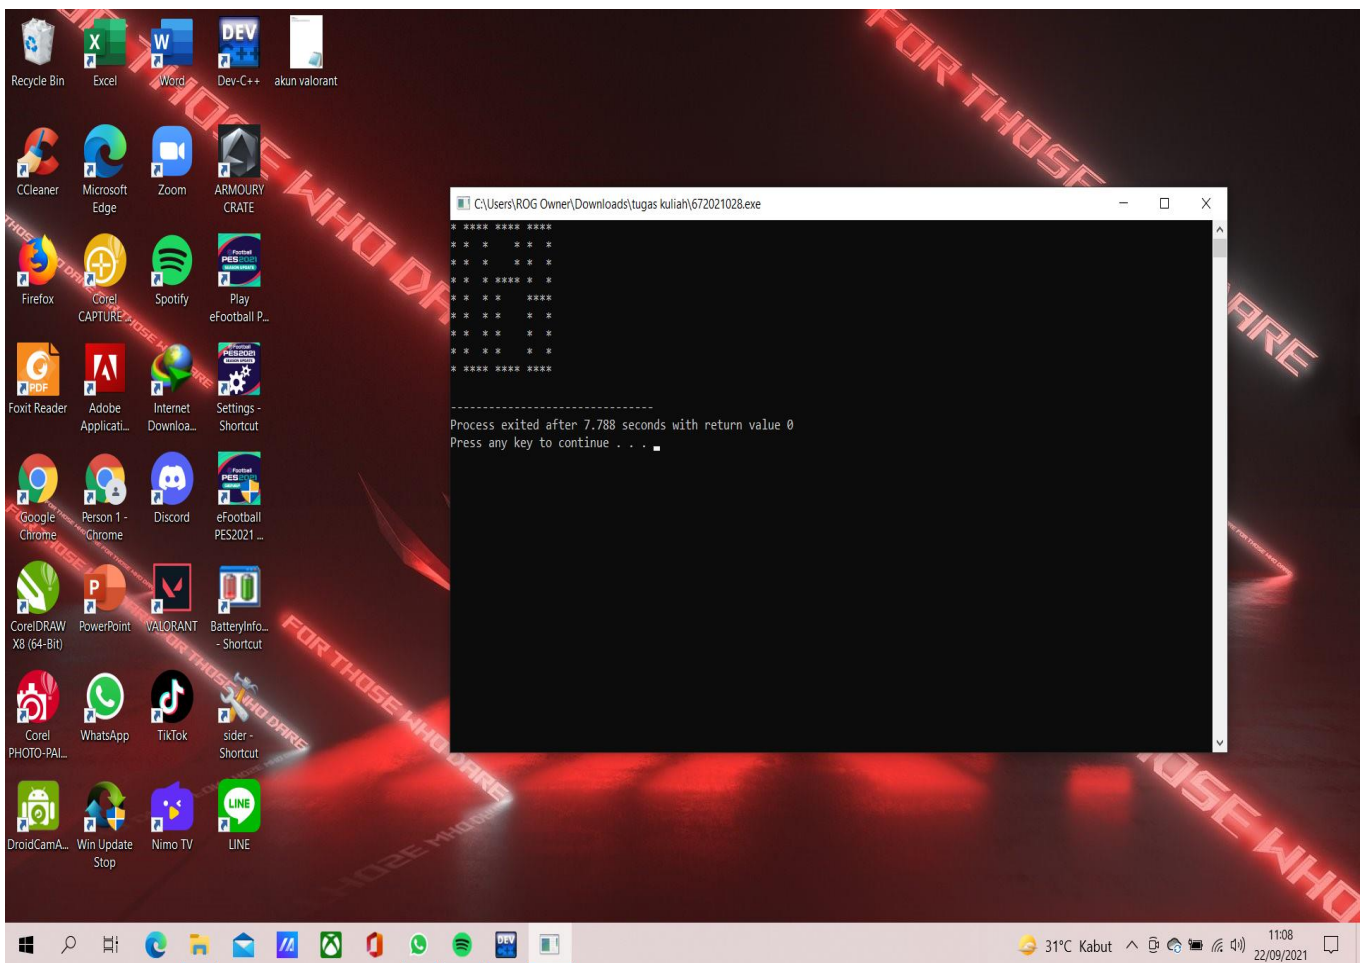 Recycle Bin
Excel
Word
Dev-C++
akun valorant
CCleaner
Microsoft
Edge
Zoom
ARMOURY
CRATE
Firefox
Corel
CAPTURE ...
Spotify
Play
eFootball P...
Foxit Reader
Adobe
Applicati...
Internet
Downloa...
Settings -
Shortcut
Google
Chrome
Person 1 -
Chrome
Discord
eFootball
PES2021 ...
CorelDRAW
X8 (64-Bit)
PowerPoint
VALORANT
BatteryInfo...
- Shortcut
Corel
PHOTO-PAI...
WhatsApp
TikTok
sider -
Shortcut
DroidCamA...
Win Update
Stop
Nimo TV
LINE
C:\Users\ROG Owner\Downloads\tugas kuliah\672021028.exe
* **** **** ****
* *  *    * *  *
* *  *    * *  *
* *  * **** *  *
* *  * *    ****
* *  * *    *  *
* *  * *    *  *
* *  * *    *  *
* **** **** ****
--------------------------------
Process exited after 7.788 seconds with return value 0
Press any key to continue . . .
FOR THOSE WHO DARE
FOR THOSE WHO DARE
31°C Kabut
11:08
22/09/2021